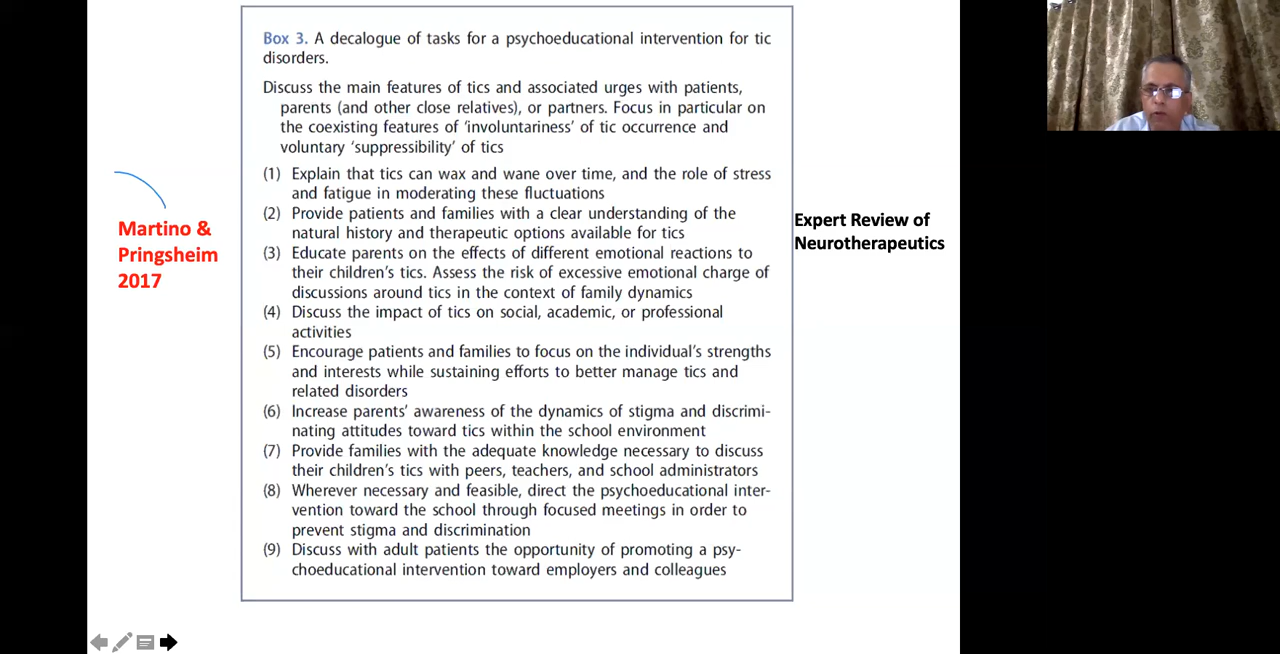 Box 3. A decalogue of tasks for a psychoeducational intervention for tic
disorders.
Discuss the main features of tics and associated urges with patients,
parents (and other close relatives), or partners. Focus in particular on
the coexisting features of ‘involuntariness’ of tic occurrence and
voluntary ‘suppressibility’ of tics
(1) Explain that tics can wax and wane over time, and the role of stress
and fatigue in moderating these fluctuations
(2) Provide patients and families with a clear understanding of the
natural history and therapeutic options available for tics
(3) Educate parents on the effects of different emotional reactions to
their children’s tics. Assess the risk of excessive emotional charge of
discussions around tics in the context of family dynamics
(4) Discuss the impact of tics on social, academic, or professional
activities
(5) Encourage patients and families to focus on the individual’s strengths
and interests while sustaining efforts to better manage tics and
related disorders
(6) Increase parents’ awareness of the dynamics of stigma and discrimi-
nating attitudes toward tics within the school environment
(7) Provide families with the adequate knowledge necessary to discuss
their children’s tics with peers, teachers, and school administrators
(8) Wherever necessary and feasible, direct the psychoeducational inter-
vention toward the school through focused meetings in order to
prevent stigma and discrimination
(9) Discuss with adult patients the opportunity of promoting a psy-
choeducational intervention toward employers and colleagues
Martino &
Pringsheim
2017
Expert Review of
Neurotherapeutics